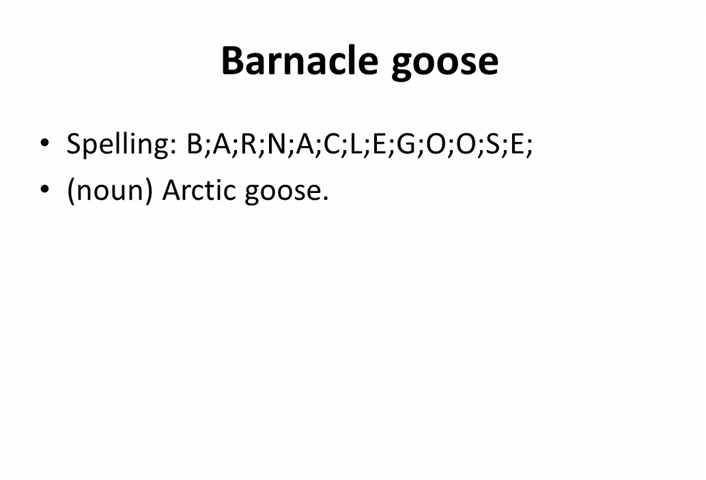 Barnacle goose
• Spelling: B;A;R;N;A;C;L;E;G;O;O;S;E;
• (noun) Arctic goose.